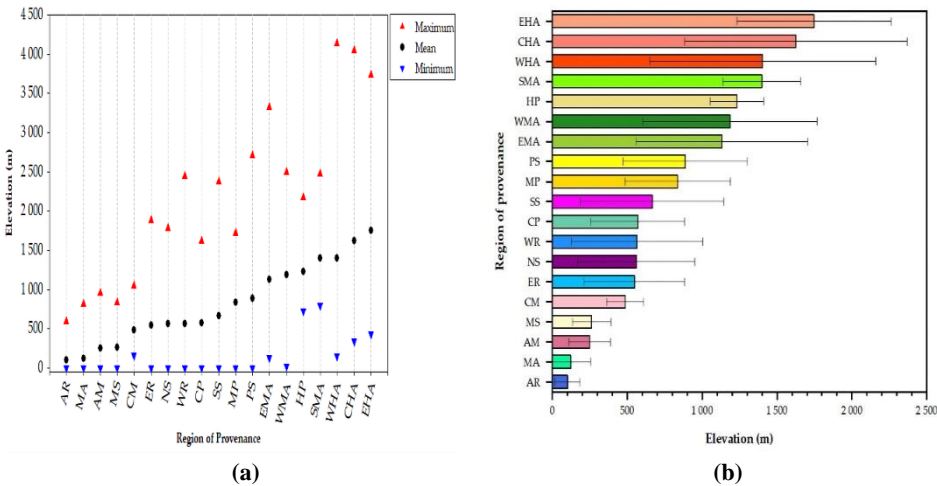 5 000
4 500
4 000
3 500
3 000
2 500
2 000
1 500
1 000
500
0
Elevation (m)
Maximum
Mean
Minimum
AR
MA
AM
MS
CM
ER
NS
WR
CP
SS
MP
PS
EMA
WMA
HP
SMA
WHA
CHA
EHA
Region of Provenance
(a)
Region of provenance
EHA
CHA
WHA
SMA
HP
WMA
EMA
PS
MP
SS
CP
WR
NS
ER
CM
MS
AM
MA
AR
0 500 1 000 1 500 2 000 2 500
Elevation (m)
(b)